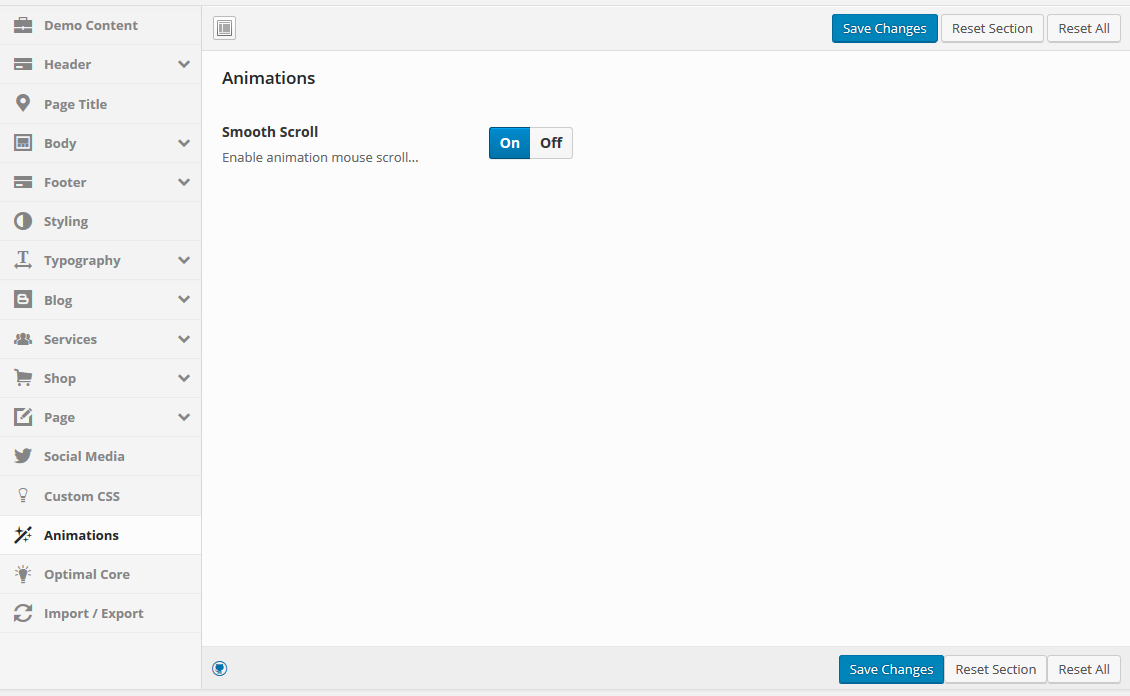 Demo Content
Header
Page Title
Body
Footer
Styling
Typography
Blog
Services
Shop
Page
Social Media
Custom CSS
Animations
Optimal Core
Import / Export
Save Changes Reset Section Reset All
Animations
Smooth Scroll
Enable animation mouse scroll...
On Off
Save Changes Reset Section Reset All